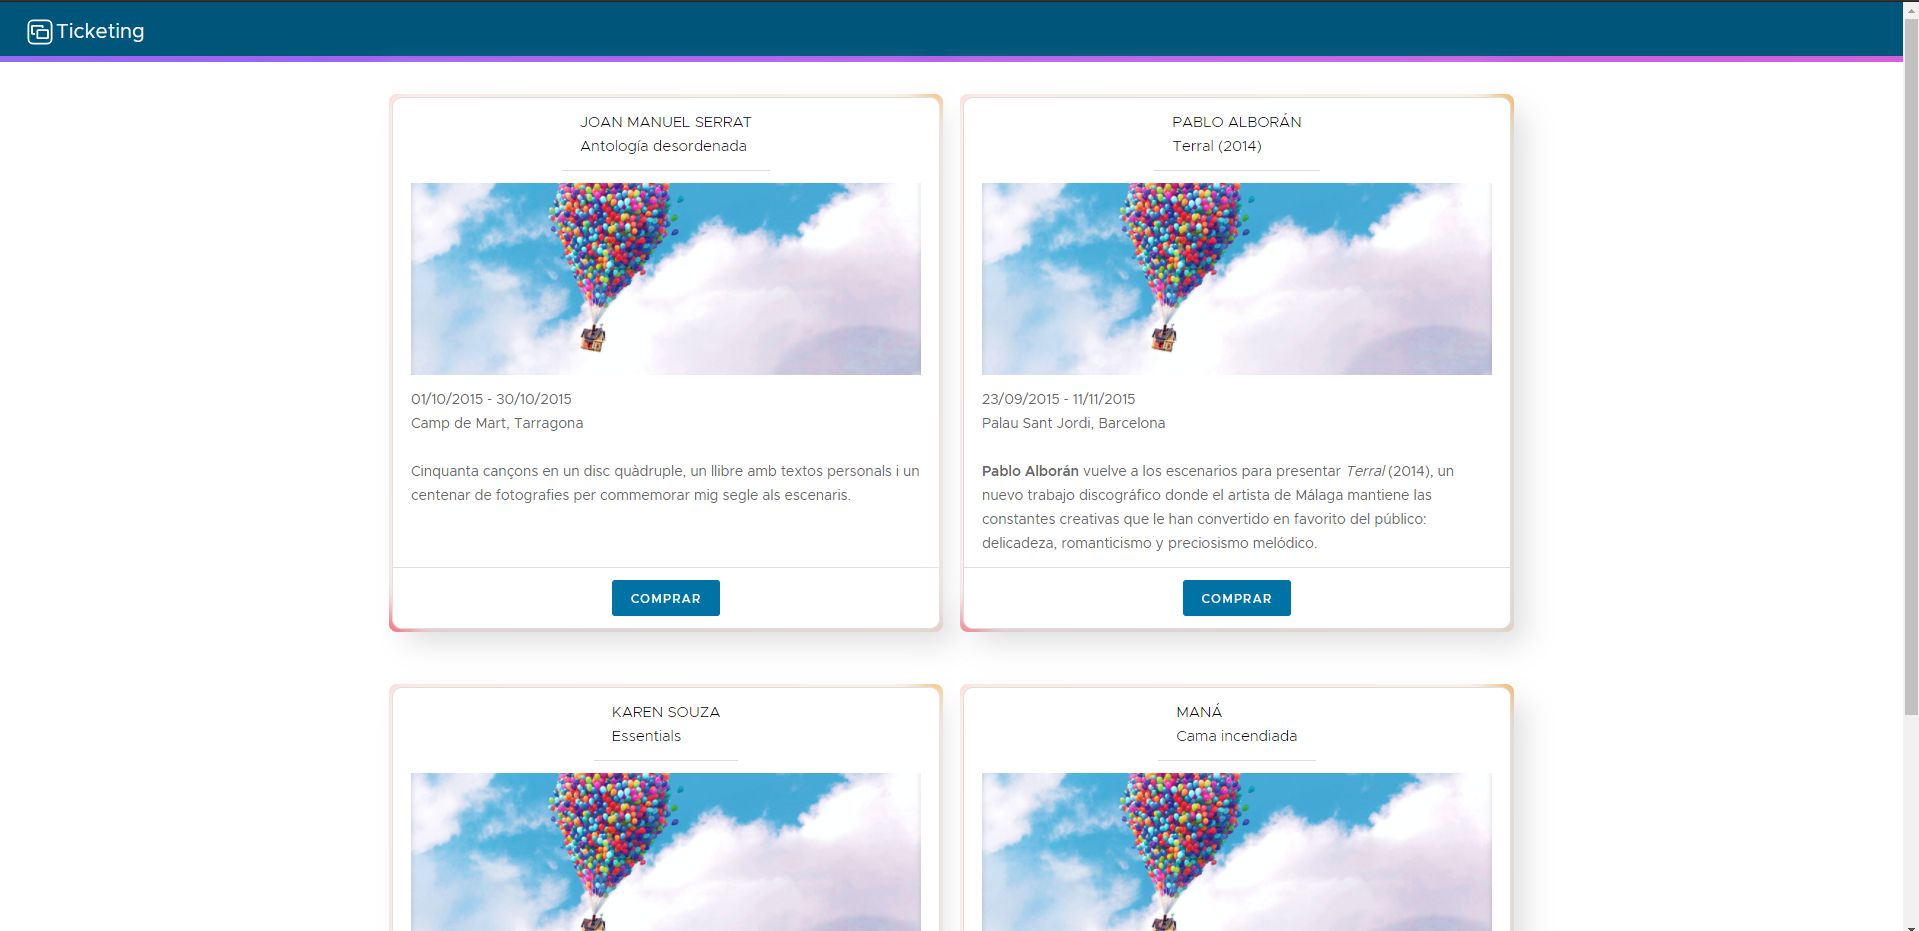 Ticketing
JOAN MANUEL SERRAT
Antología desordenada
01/10/2015 - 30/10/2015
Camp de Mart, Tarragona
Cinquanta cançons en un disc quàdruple, un llibre amb textos personals i un
centenar de fotografies per commemorar mig segle als escenaris.
COMPRAR
PABLO ALBORÁN
Terral (2014)
23/09/2015 - 11/11/2015
Palau Sant Jordi, Barcelona
Pablo Alborán vuelve a los escenarios para presentar Terral (2014), un
nuevo trabajo discográfico donde el artista de Málaga mantiene las
constantes creativas que le han convertido en favorito del público:
delicadeza, romanticismo y preciosismo melódico.
COMPRAR
KAREN SOUZA
Essentials
MANÁ
Cama incendiada